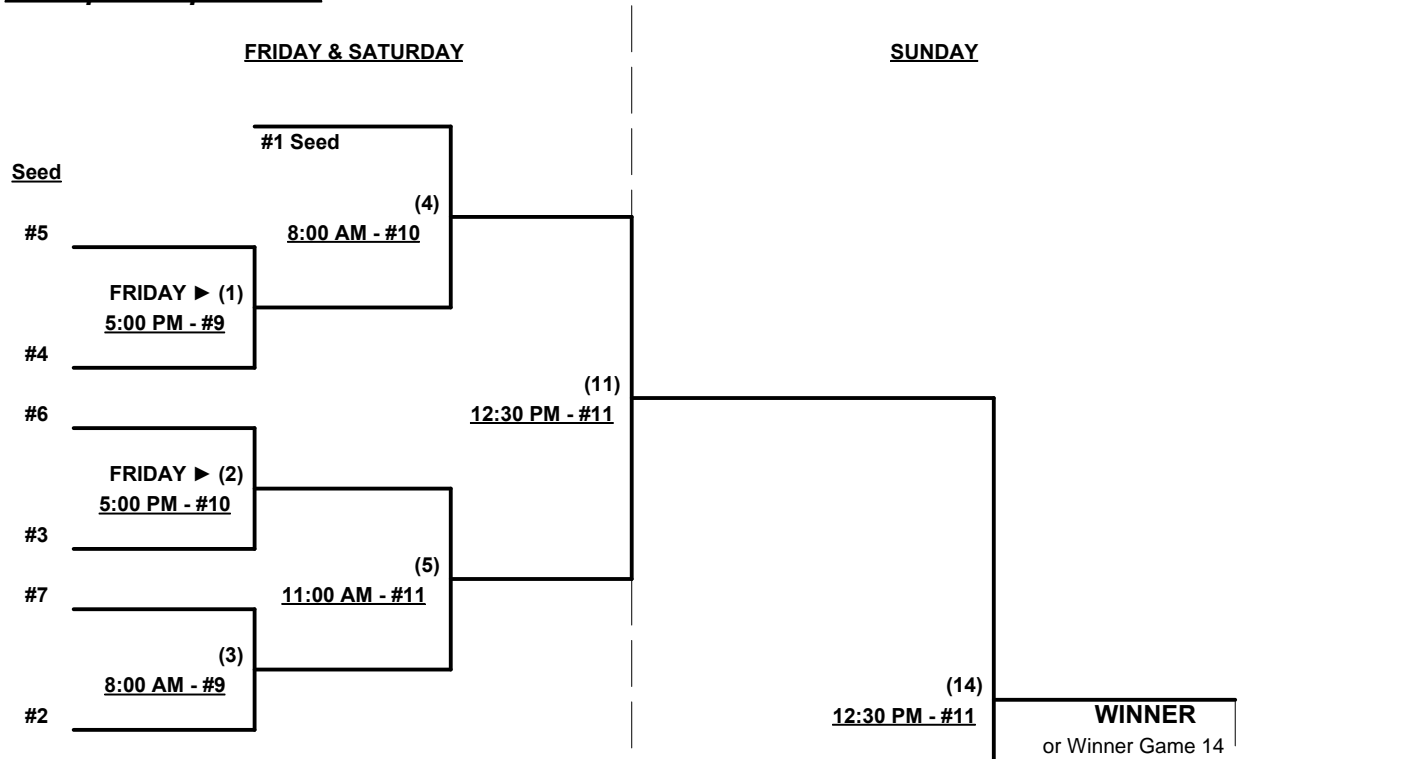 FRIDAY & SATURDAY
SUNDAY
#1 Seed
Seed
(4)
#5
8:00 AM - #10
FRIDAY ► (1)
5:00 PM - #9
#4
(11)
#6
12:30 PM - #11
FRIDAY ► (2)
5:00 PM - #10
#3
(5)
#7
11:00 AM - #11
(3)
8:00 AM - #9
(14)
#2
12:30 PM - #11
WINNER
or Winner Game 14